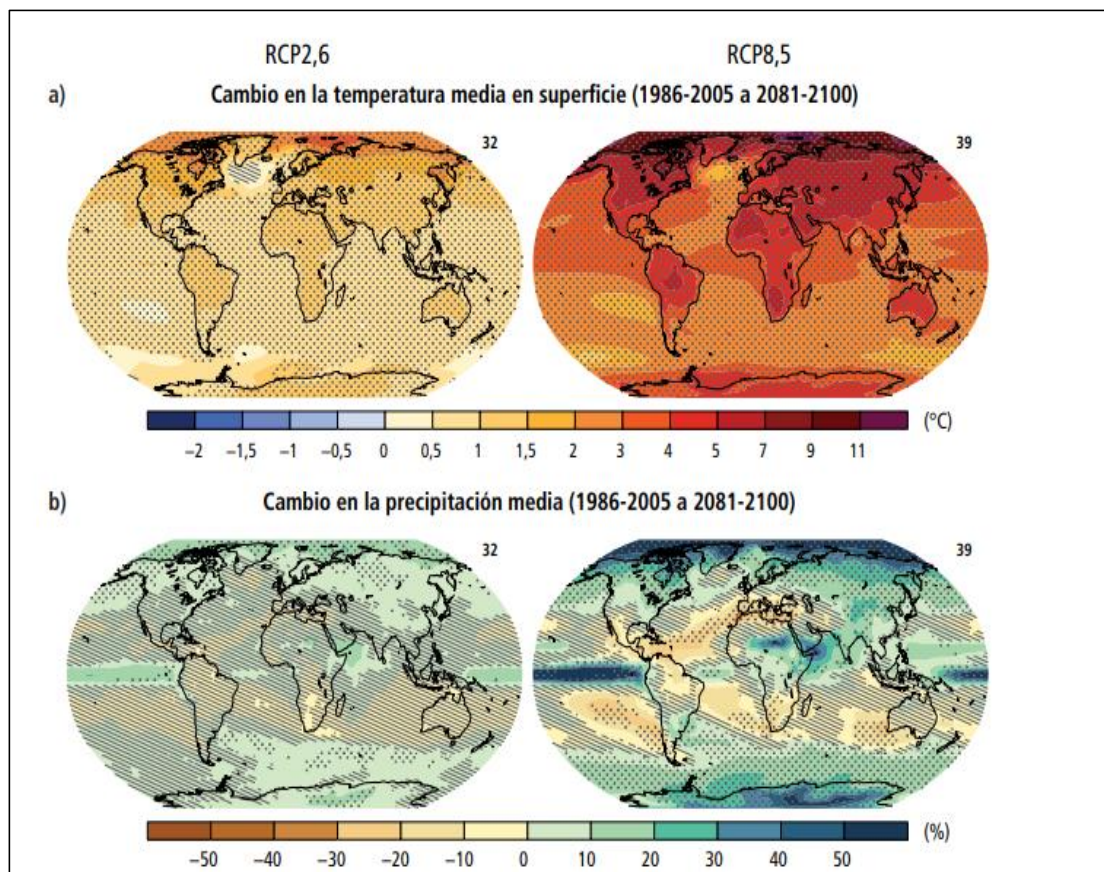 RCP2,6 RCP8,5
a) Cambio en la temperatura media en superficie (1986-2005 a 2081-2100)
32 39
−2 −1,5 −1 −0,5 0 0,5 1 1,5 2 3 4 5 7 9 11 (°C)
b) Cambio en la precipitación media (1986-2005 a 2081-2100)
32 39
−50 −40 −30 −20 −10 0 10 20 30 40 50 (%)